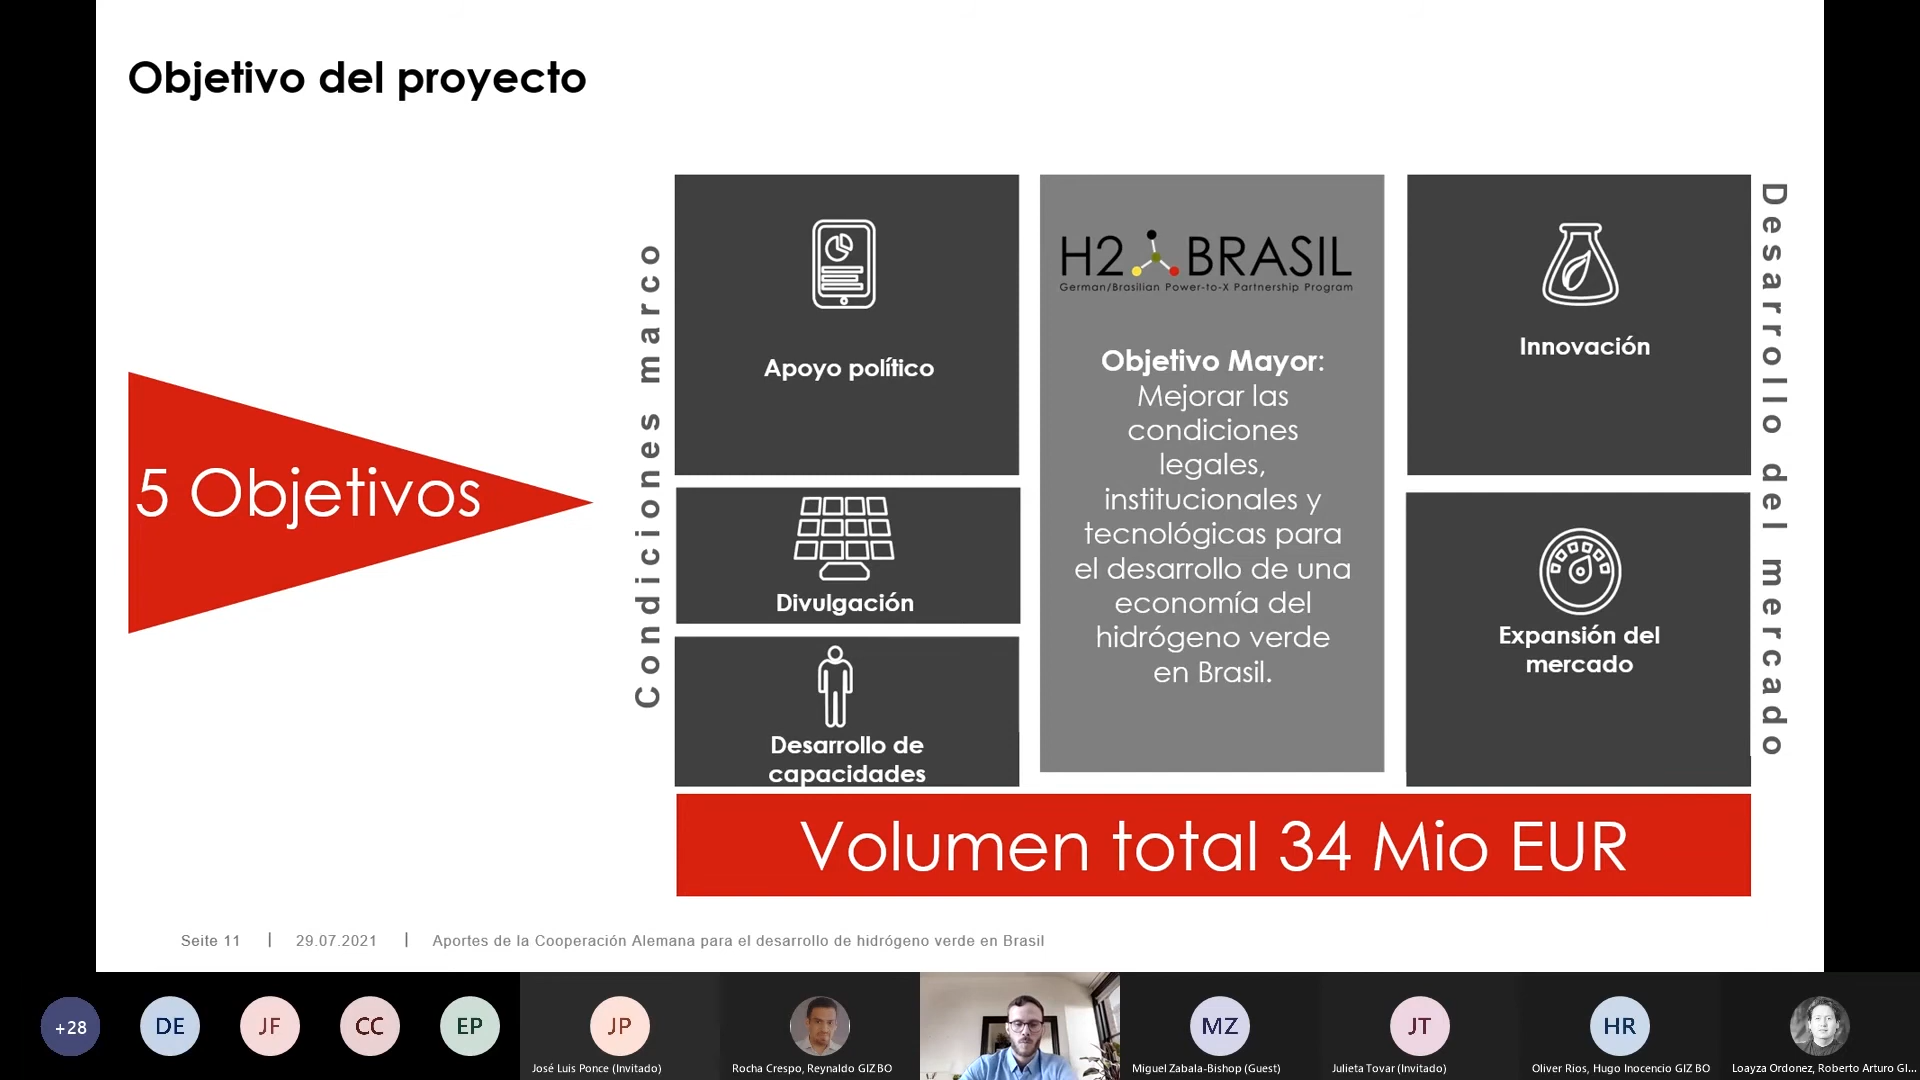 Objetivo del proyecto
5 Objetivos
Condiciones marco
Apoyo político
Divulgación
Desarrollo de
capacidades
H2 BRASIL
German/Brasilian Power-to-X Partnership Program
Objetivo Mayor:
Mejorar las
condiciones
legales,
institucionales y
tecnológicas para
el desarrollo de una
economía del
hidrógeno verde
en Brasil.
Innovación
Expansión del
mercado
Desarrollo del mercado
Volumen total 34 Mio EUR
Seite 11 | 29.07.2021 | Aportes de la Cooperación Alemana para el desarrollo de hidrógeno verde en Brasil
+28
DE
JF
CC
EP
JP
José Luis Ponce (Invitado)
Rocha Crespo, Reynaldo GIZ BO
MZ
Miguel Zabala-Bishop (Guest)
JT
Julieta Tovar (Invitado)
HR
Oliver Rios, Hugo Inocencio GIZ BO
Loayza Ordonez, Roberto Arturo GI...